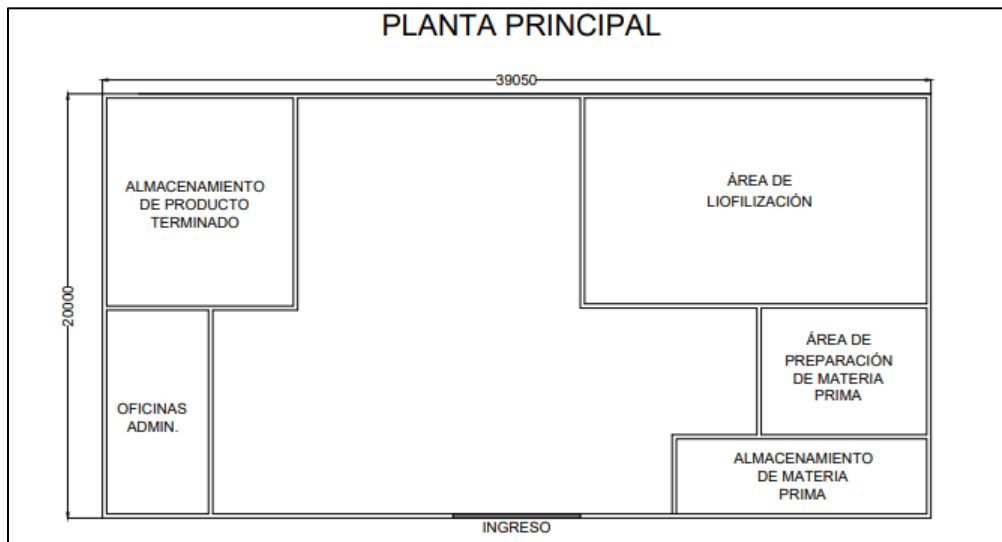 PLANTA PRINCIPAL
39050
20000
ALMACENAMIENTO
DE PRODUCTO
TERMINADO
ÁREA DE
LIOFILIZACIÓN
ÁREA DE
PREPARACIÓN
DE MATERIA
PRIMA
OFICINAS
ADMIN.
ALMACENAMIENTO
DE MATERIA
PRIMA
INGRESO